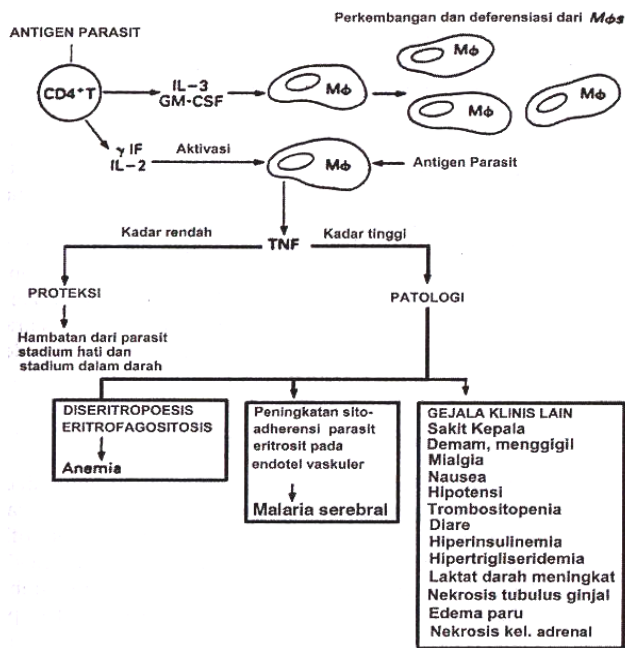 Perkembangan dan deferensiasi dari Mϕs
ANTIGEN PARASIT
CD4⁺T
IL-3
GM-CSF
Mϕ
Mϕ
Mϕ
Mϕ
γ IF
IL-2
Aktivasi
Mϕ
Antigen Parasit
Kadar rendah
TNF
Kadar tinggi
PROTEKSI
PATOLOGI
Hambatan dari parasit
stadium hati dan
stadium dalam darah
DISERITROPOESIS
ERITROFAGOSITOSIS
Anemia
Peningkatan sito-
adherensi parasit
eritrosit pada
endotel vaskuler
Malaria serebral
GEJALA KLINIS LAIN
Sakit Kepala
Demam, menggigil
Mialgia
Nausea
Hipotensi
Trombositopenia
Diare
Hiperinsulinemia
Hipertrigliseridemia
Laktat darah meningkat
Nekrosis tubulus ginjal
Edema paru
Nekrosis kel. adrenal